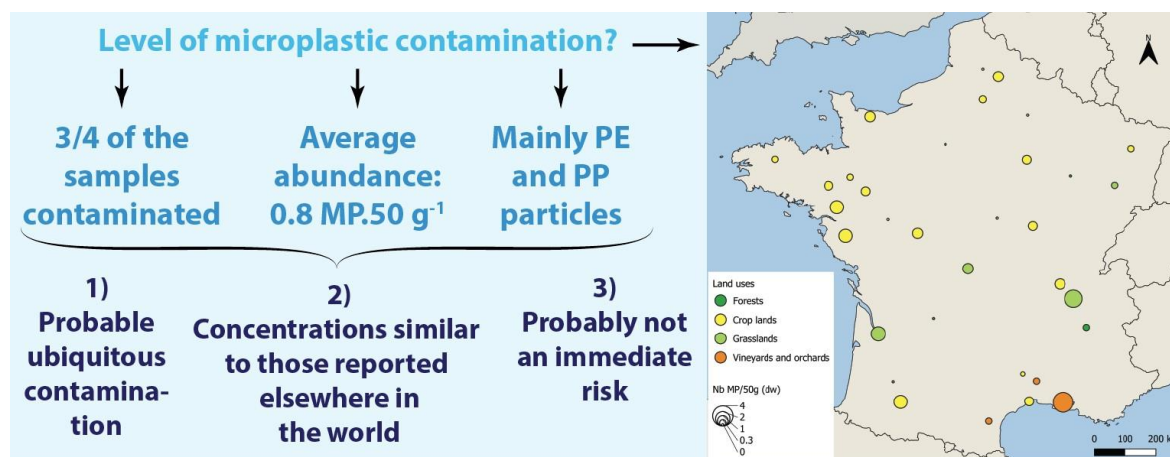 Level of microplastic contamination?
3/4 of the
samples
contaminated
Average
abundance:
0.8 MP.50 g⁻¹
Mainly PE
and PP
particles
1)
Probable
ubiquitous
contamina-
tion
2)
Concentrations similar
to those reported
elsewhere in
the world
3)
Probably not
an immediate
risk
N
Land uses
Forests
Crop lands
Grasslands
Vineyards and orchards
Nb MP/50g (dw)
4
2
1
0.3
0
0 100 200 k